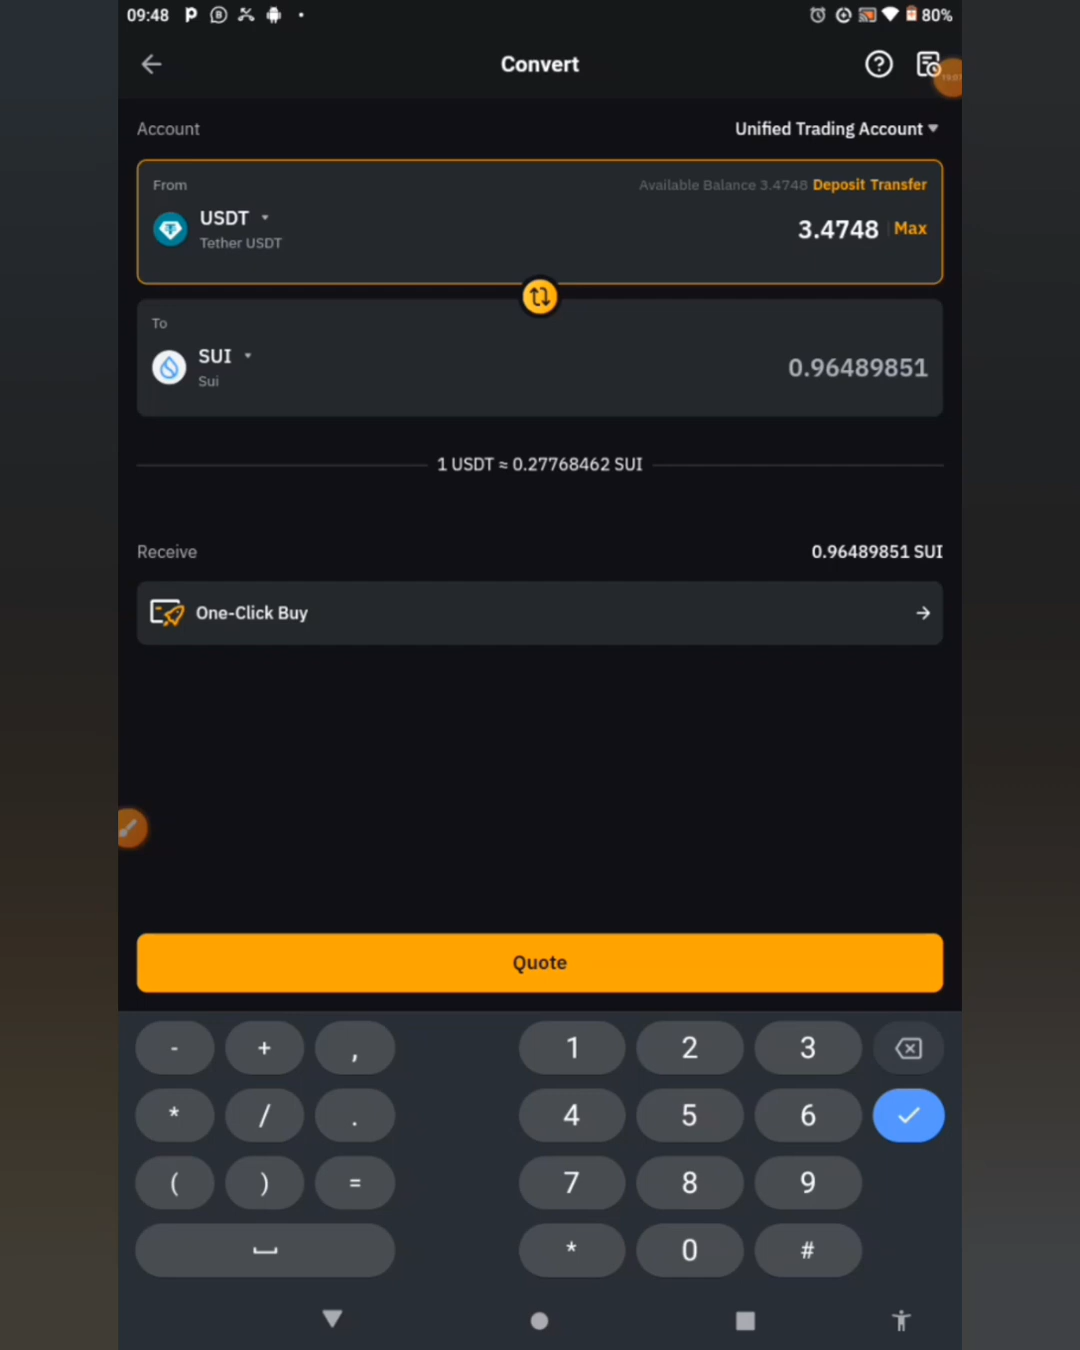 09:48
80%
Convert
Account
Unified Trading Account
From
Available Balance 3.4748 Deposit Transfer
USDT
Tether USDT
3.4748 Max
To
SUI
Sui
0.96489851
1 USDT ≈ 0.27768462 SUI
Receive
0.96489851 SUI
One-Click Buy
Quote
- + , 1 2 3
* / . 4 5 6
( ) = 7 8 9
* 0 #